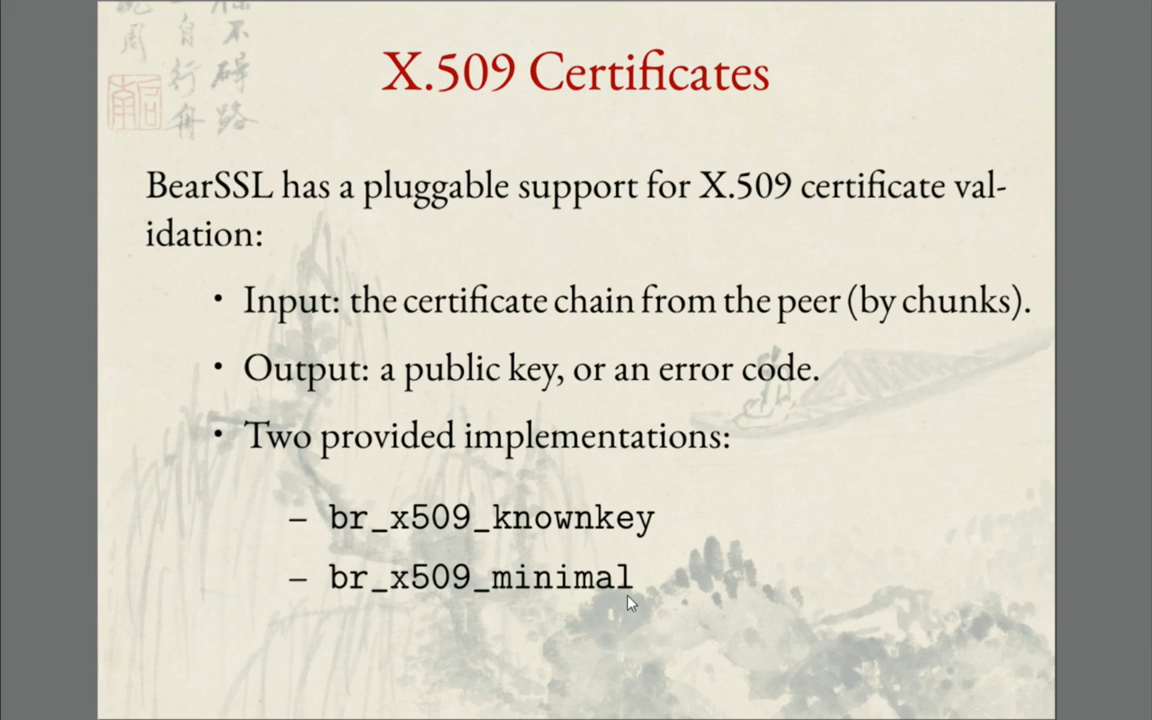 X.509 Certificates
BearSSL has a pluggable support for X.509 certificate val-
idation:
• Input: the certificate chain from the peer (by chunks).
• Output: a public key, or an error code.
• Two provided implementations:
– br_x509_knownkey
– br_x509_minimal